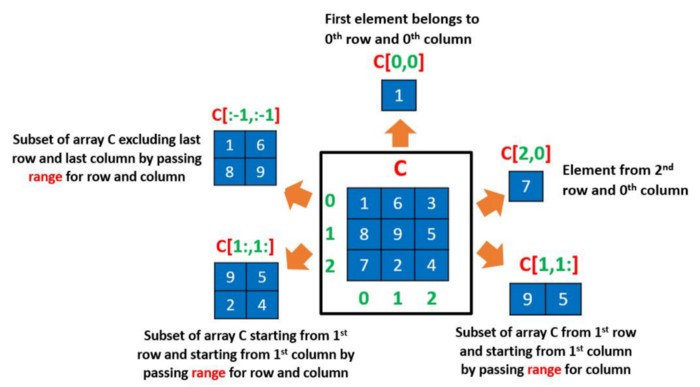 First element belongs to
0th row and 0th column
C[0,0]
1
C[:-1,:-1]
Subset of array C excluding last
row and last column by passing
range for row and column
1 6
8 9
C[2,0]
7
Element from 2nd
row and 0th column
C
0 1 6 3
1 8 9 5
2 7 2 4
0 1 2
C[1:,1:]
9 5
2 4
Subset of array C starting from 1st
row and starting from 1st column by
passing range for row and column
C[1,1:]
9 5
Subset of array C from 1st row
and starting from 1st column
by passing range for column